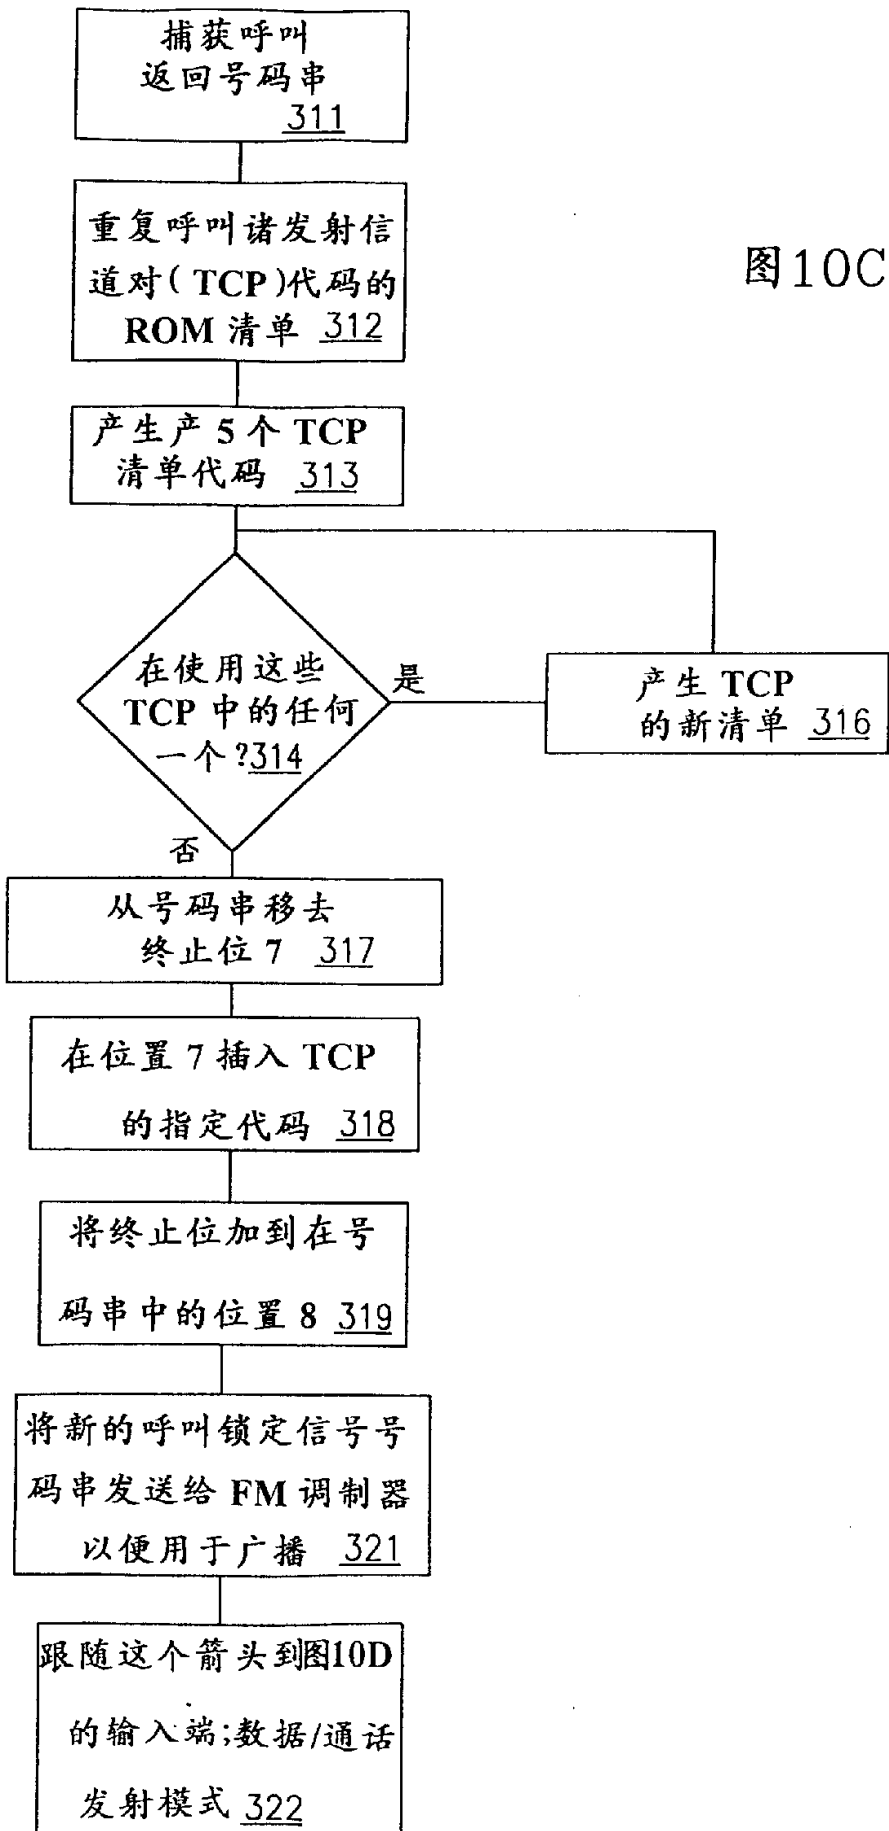 捕获呼叫
返回号码串
311
重复呼叫诸发射信
道对(TCP)代码的
ROM 清单 312
图10C
产生产 5 个 TCP
清单代码 313
在使用这些
TCP 中的任何
一个?314
是
产生 TCP
的新清单 316
否
从号码串移去
终止位 7 317
在位置 7 插入 TCP
的指定代码 318
将终止位加到在号
码串中的位置 8 319
将新的呼叫锁定信号号
码串发送给 FM 调制器
以便用于广播 321
跟随这个箭头到图10D
的输入端;数据/通话
发射模式 322